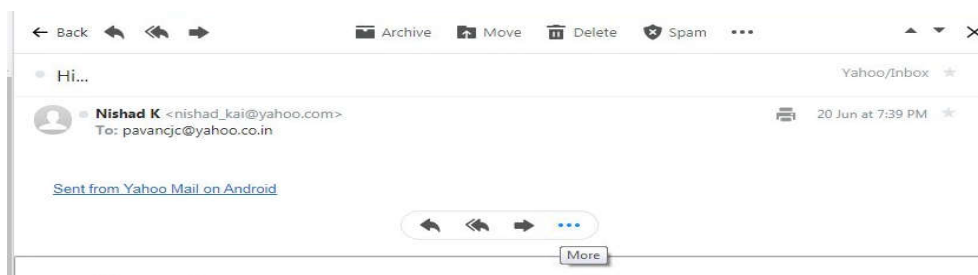 Back Archive Move Delete Spam
Hi... Yahoo/Inbox
Nishad K <nishad_kai@yahoo.com> 20 Jun at 7:39 PM
To: pavancjc@yahoo.co.in
Sent from Yahoo Mail on Android
More